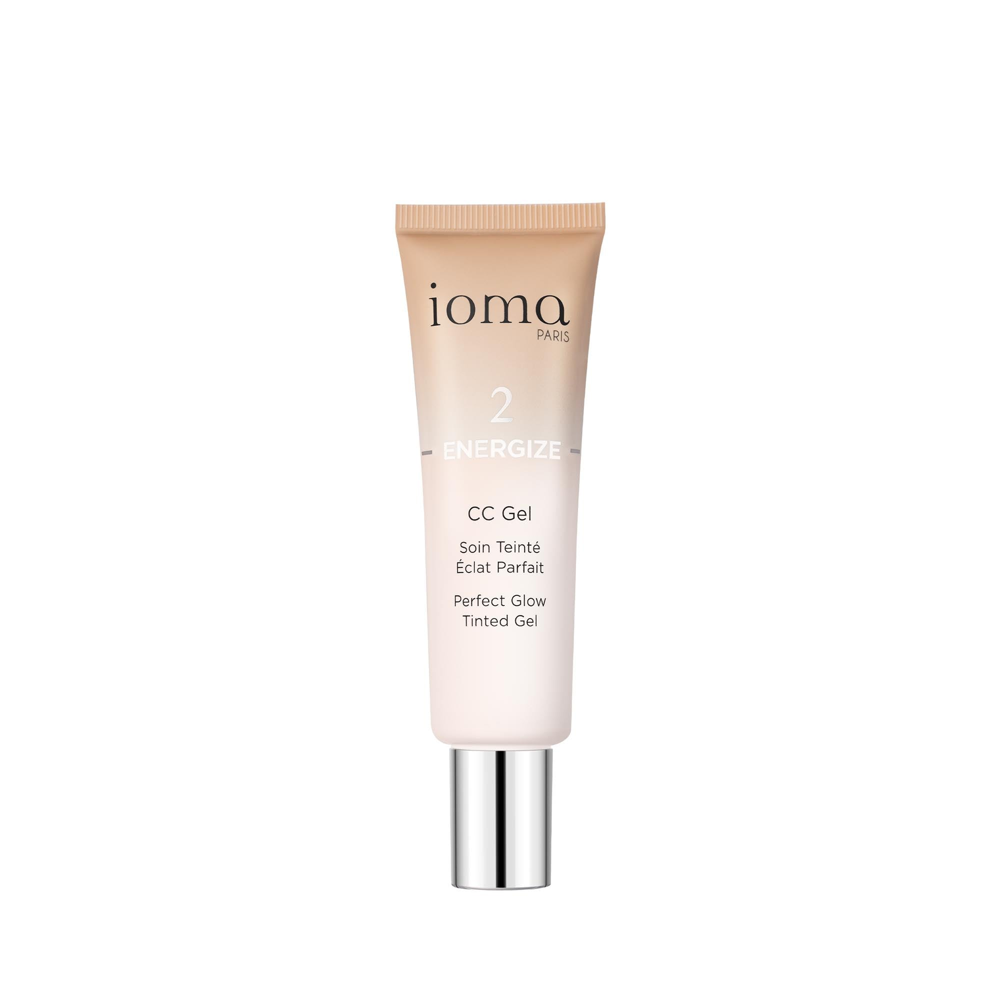 ioma
PARIS
2
ENERGIZE
CC Gel
Soin Teinté
Éclat Parfait
Perfect Glow
Tinted Gel